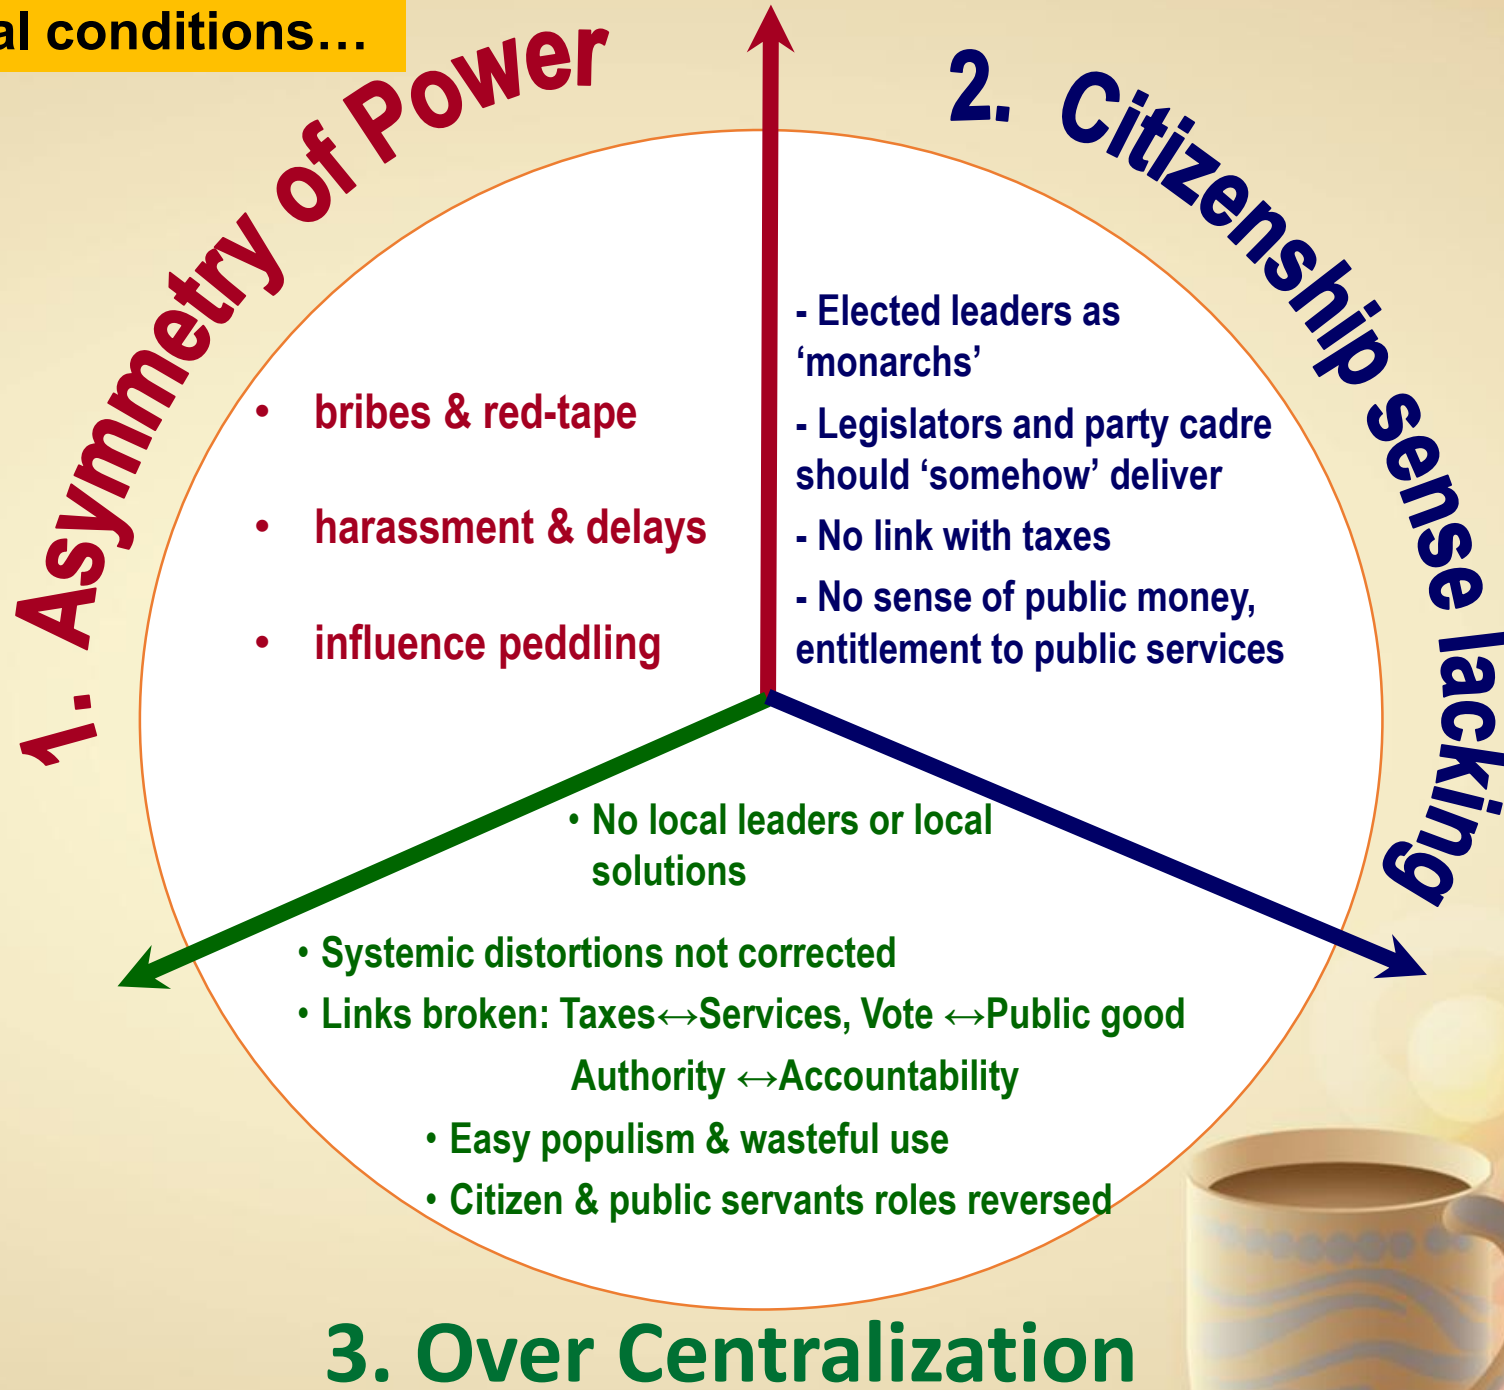 conditions…
1. Asymmetry of Power
• bribes & red-tape
• harassment & delays
• influence peddling
2. Citizenship sense lacking
- Elected leaders as
‘monarchs’
- Legislators and party cadre
should ‘somehow’ deliver
- No link with taxes
- No sense of public money,
entitlement to public services
• No local leaders or local
solutions
• Systemic distortions not corrected
• Links broken: Taxes↔Services, Vote ↔Public good
Authority ↔Accountability
• Easy populism & wasteful use
• Citizen & public servants roles reversed
3. Over Centralization